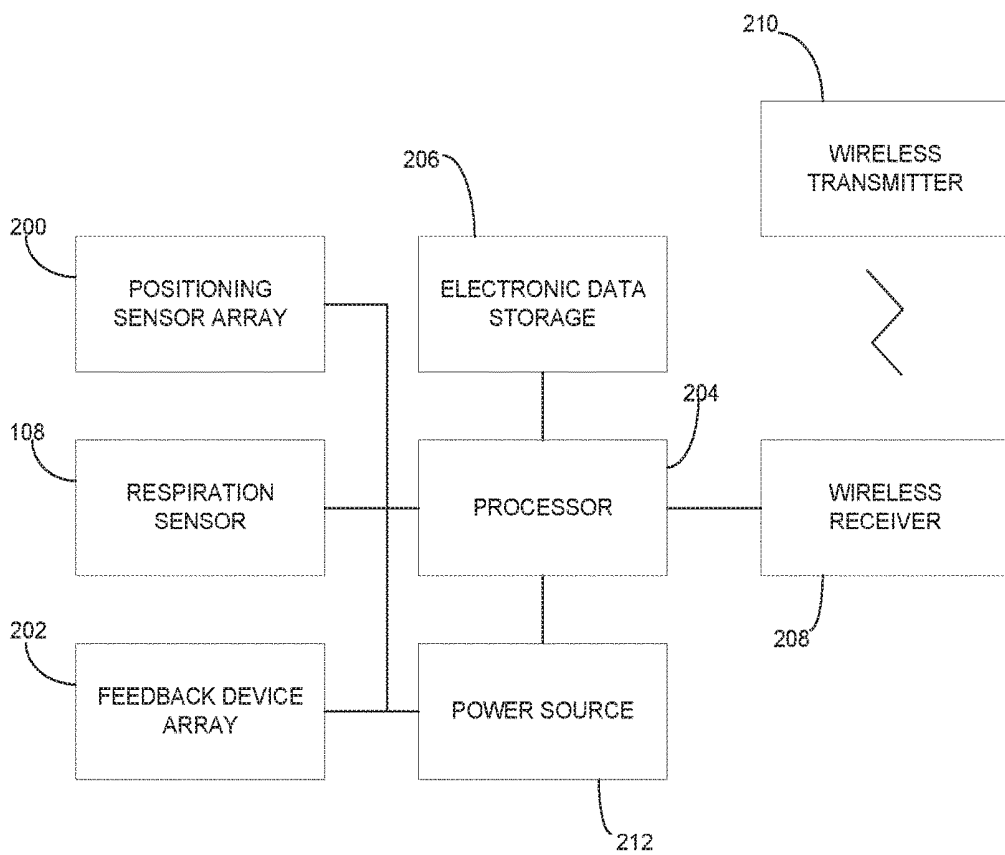 210
WIRELESS
TRANSMITTER
206
200
POSITIONING
SENSOR ARRAY
ELECTRONIC DATA
STORAGE
204
108
RESPIRATION
SENSOR
PROCESSOR
WIRELESS
RECEIVER
202
208
FEEDBACK DEVICE
ARRAY
POWER SOURCE
212